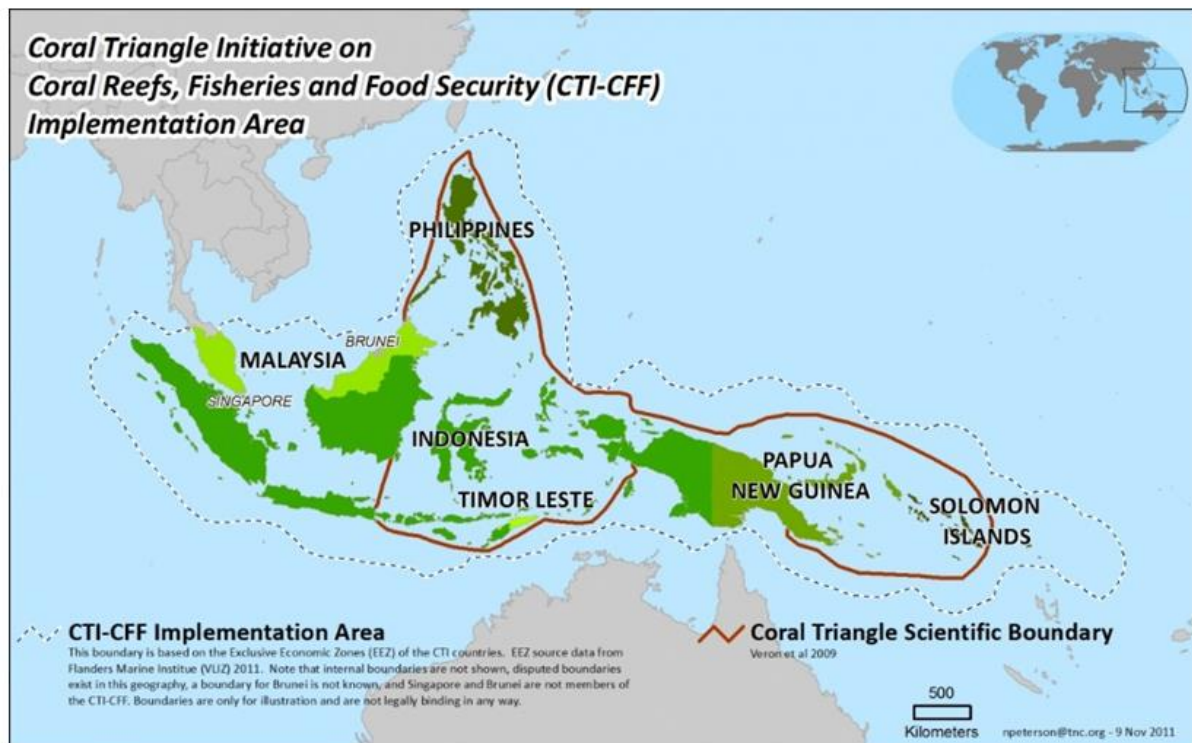 Coral Triangle Initiative on
Coral Reefs, Fisheries and Food Security (CTI-CFF)
Implementation Area
PHILIPPINES
BRUNEI
MALAYSIA
SINGAPORE
INDONESIA
TIMOR LESTE
PAPUA
NEW GUINEA
SOLOMON
ISLANDS
CTI-CFF Implementation Area
This boundary is based on the Exclusive Economic Zones (EEZ) of the CTI countries. EEZ source data from
Flanders Marine Institue (VLIZ) 2011. Note that internal boundaries are not shown, disputed boundaries
exist in this geography, a boundary for Brunei is not known, and Singapore and Brunei are not members of
the CTI-CFF. Boundaries are only for illustration and are not legally binding in any way.
Coral Triangle Scientific Boundary
Veron et al 2009
500
Kilometers
npeterson@tnc.org - 9 Nov 2011